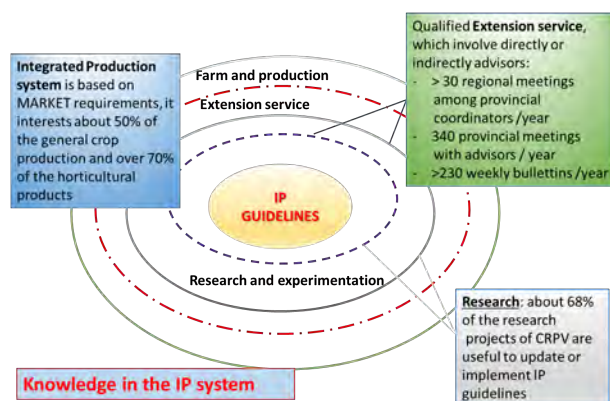 Integrated Production
system is based on
MARKET requirements, it
interests about 50% of
the general crop
production and over 70%
of the horticultural
products
Farm and production
Extension service
IP
GUIDELINES
Research and experimentation
Qualified Extension service,
which involve directly or
indirectly advisors:
- > 30 regional meetings
among provincial
coordinators /year
- 340 provincial meetings
with advisors / year
- >230 weekly bullettins /year
Research: about 68%
of the research
projects of CRPV are
useful to update or
implement IP
guidelines
Knowledge in the IP system